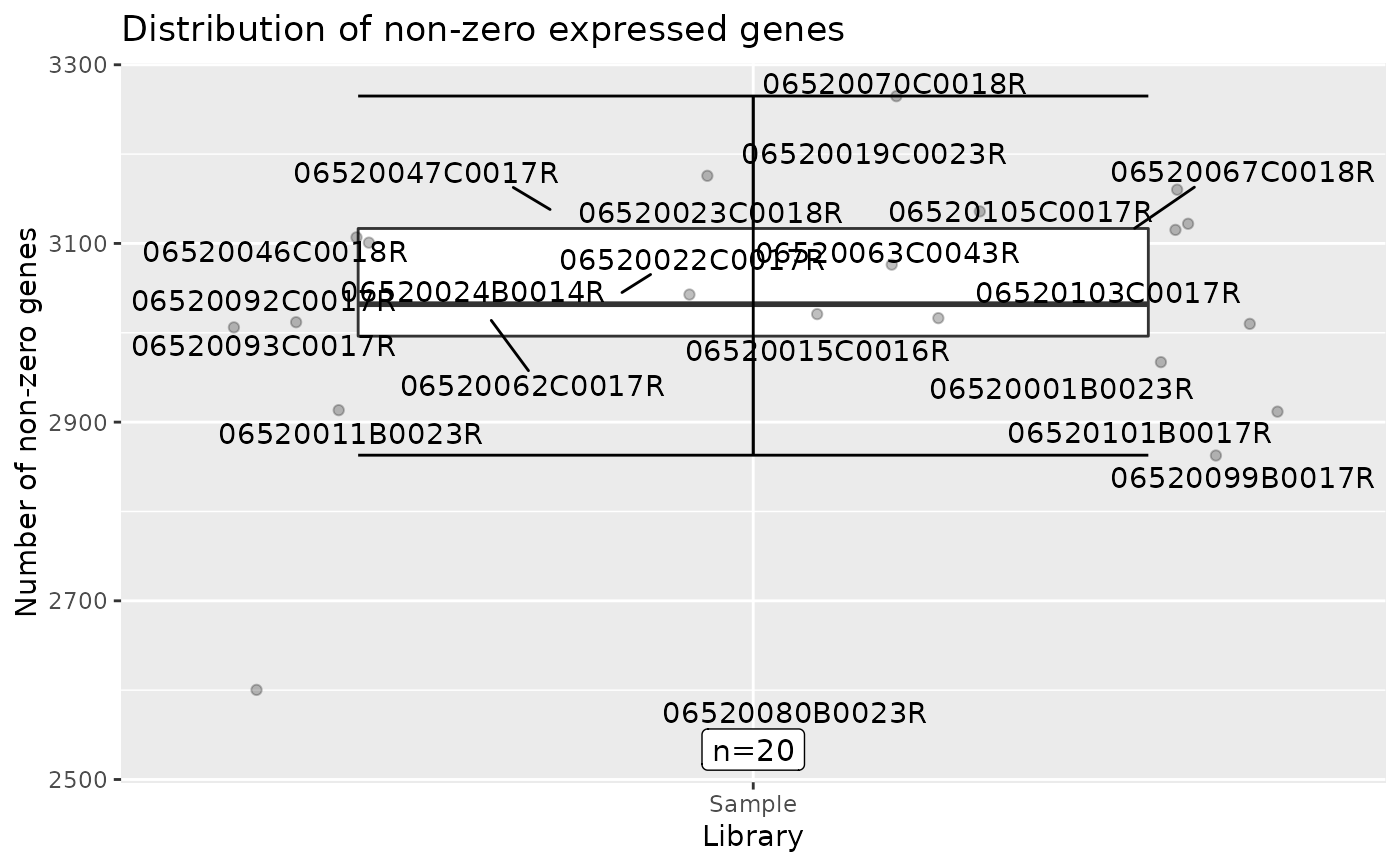 Distribution of non-zero expressed genes
3300
06520070C0018R
06520019C0023R
06520047C0017R
06520067C0018R
06520023C0018R
06520105C0017R
3100
06520046C0018R
06520022C0017R
06520063C0043R
06520024B0014R
06520103C0017R
06520092C0017R
06520093C0017R
06520015C0016R
06520062C0017R
06520001B0023R
2900
06520011B0023R
06520101B0017R
06520099B0017R
2700
06520080B0023R
n=20
2500
Sample
Library
Number of non-zero genes